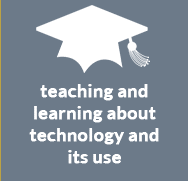 teaching and
learning about
technology and
its use